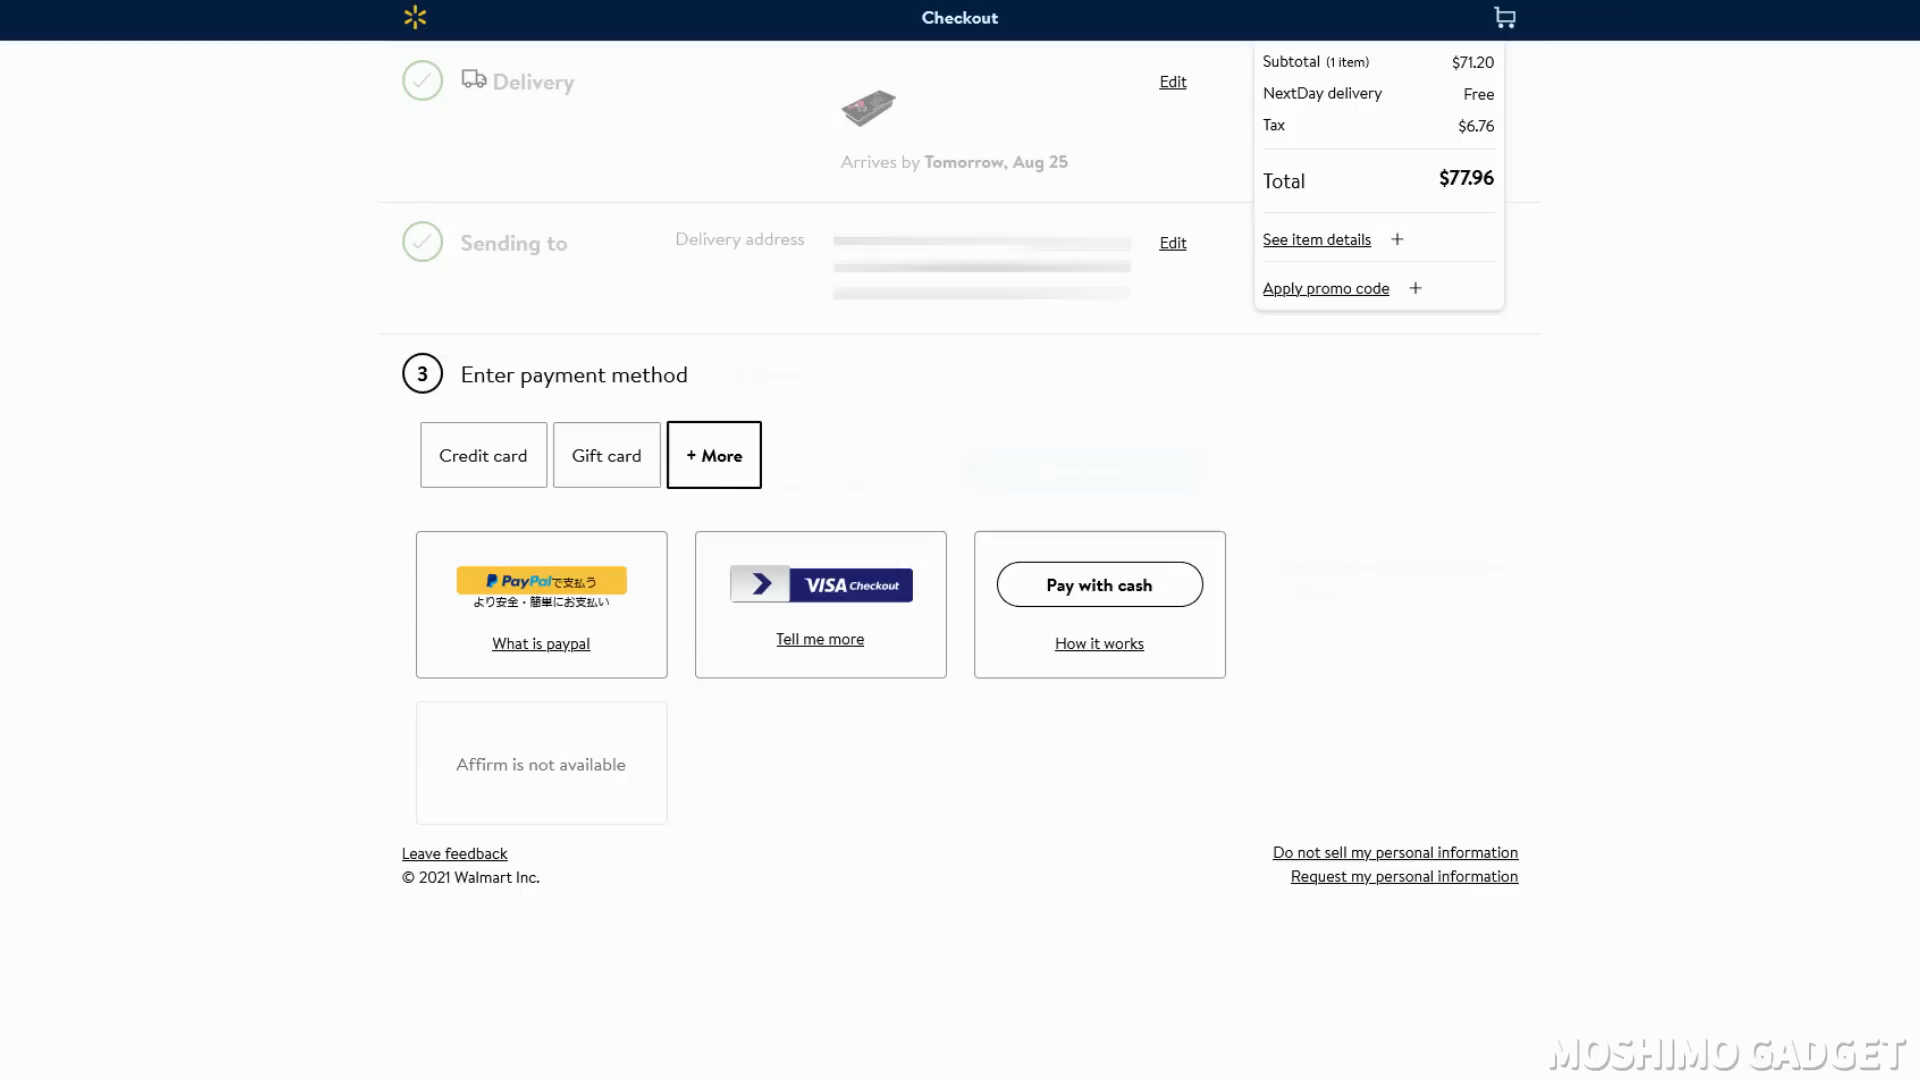 Checkout
Delivery
Edit
Arrives by Tomorrow, Aug 25
Subtotal (1 item) $71.20
NextDay delivery Free
Tax $6.76
Total $77.96
See item details +
Apply promo code +
Sending to
Delivery address
Edit
3 Enter payment method
Credit card
Gift card
+ More
PayPalで支払う
より安全・簡単にお支払い
What is paypal
VISA Checkout
Tell me more
Pay with cash
How it works
Affirm is not available
Leave feedback
© 2021 Walmart Inc.
Do not sell my personal information
Request my personal information
MOSHIMO GADGET